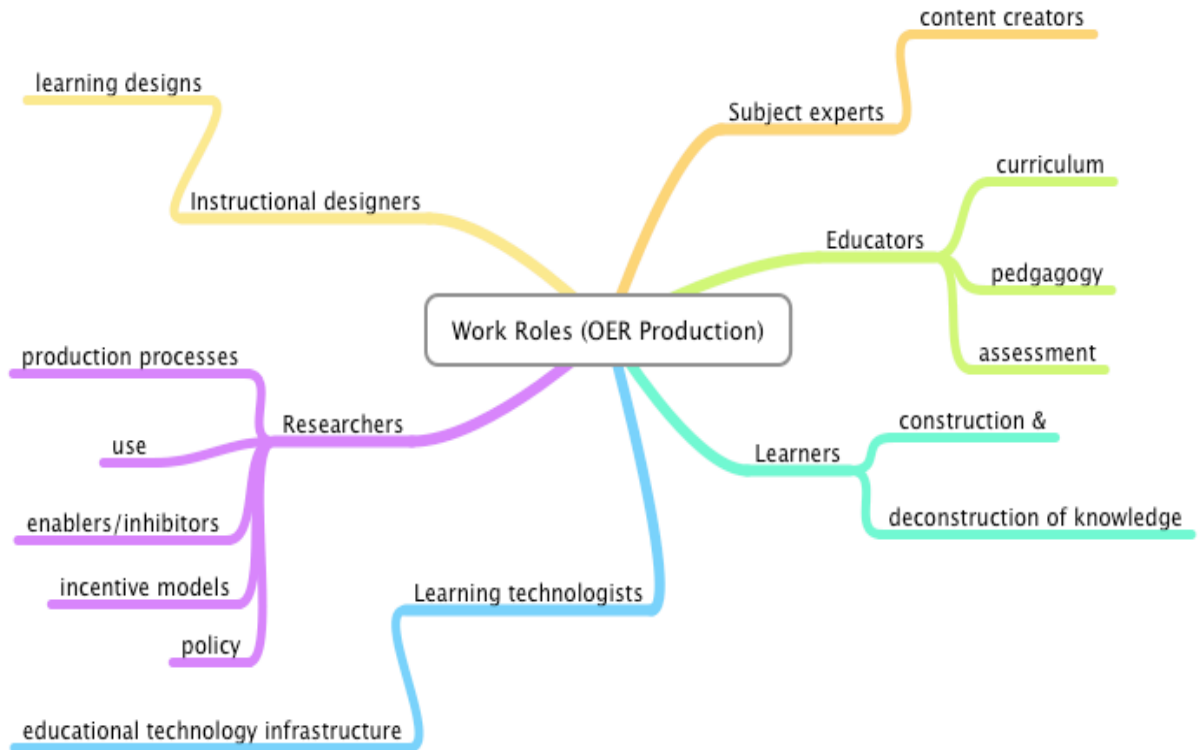 content creators
learning designs
Subject experts
curriculum
Instructional designers
Educators
pedgagogy
Work Roles (OER Production)
production processes
assessment
Researchers
construction &
use
Learners
enablers/inhibitors
deconstruction of knowledge
incentive models
Learning technologists
policy
educational technology infrastructure